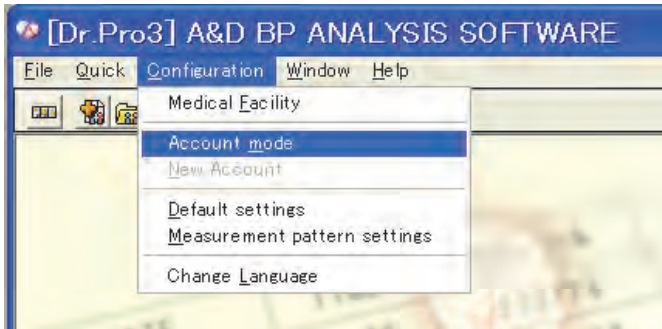 [Dr.Pro3] A&D BP ANALYSIS SOFTWARE
File Quick Configuration Window Help
Medical Facility
Account mode
New Account
Default settings
Measurement pattern settings
Change Language